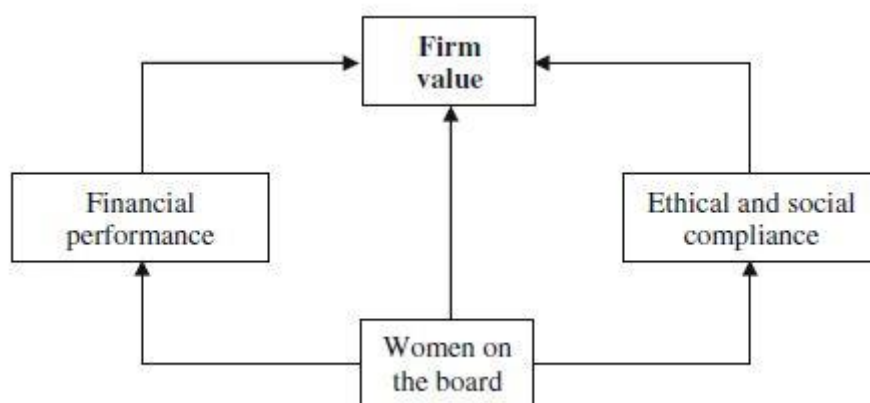 Firm
value
Financial
performance
Ethical and social
compliance
Women on
the board